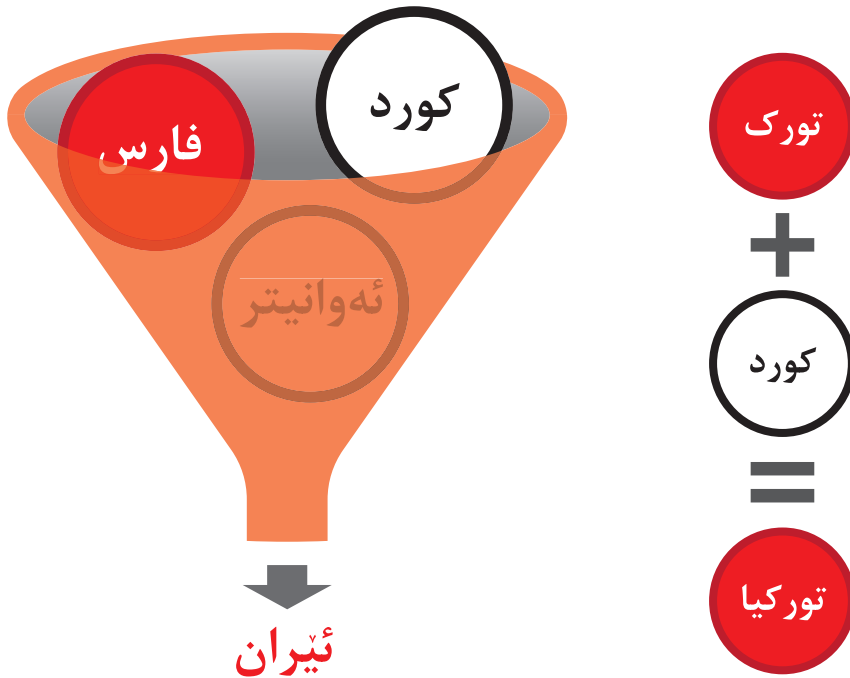 کورد
فارس
ئەوانیتر
ئێران
تورک
+
کورد
=
تورکیا